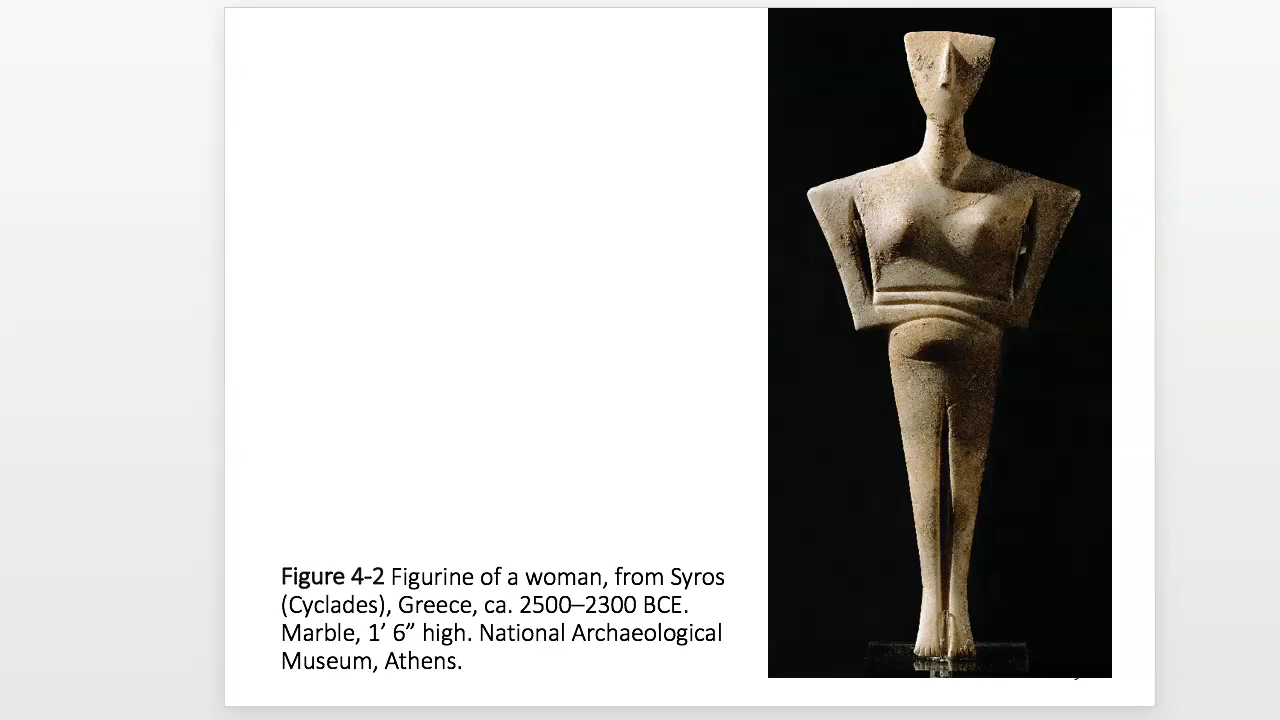 Figure 4-2 Figurine of a woman, from Syros
(Cyclades), Greece, ca. 2500–2300 BCE.
Marble, 1’ 6” high. National Archaeological
Museum, Athens.